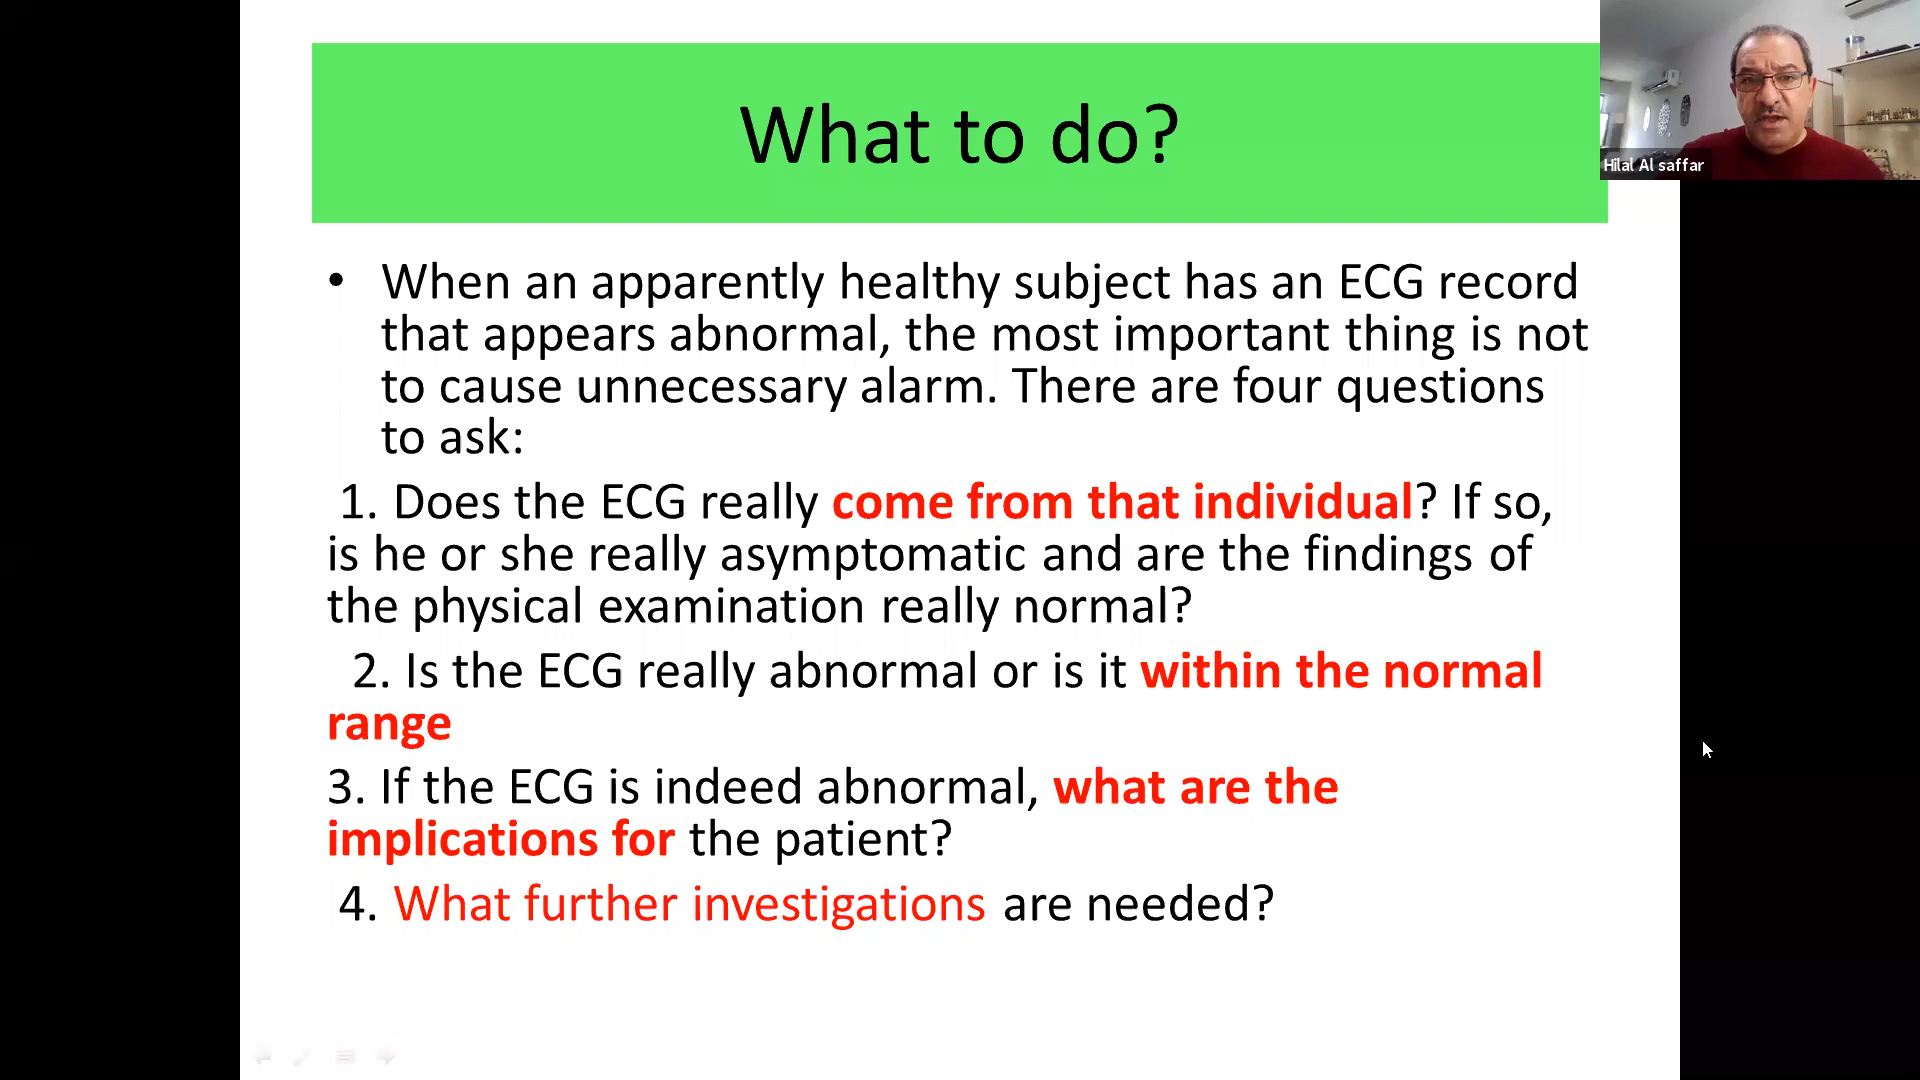 What to do?
Hilal Al saffar
• When an apparently healthy subject has an ECG record
that appears abnormal, the most important thing is not
to cause unnecessary alarm. There are four questions
to ask:
1. Does the ECG really come from that individual? If so,
is he or she really asymptomatic and are the findings of
the physical examination really normal?
2. Is the ECG really abnormal or is it within the normal
range
3. If the ECG is indeed abnormal, what are the
implications for the patient?
4. What further investigations are needed?